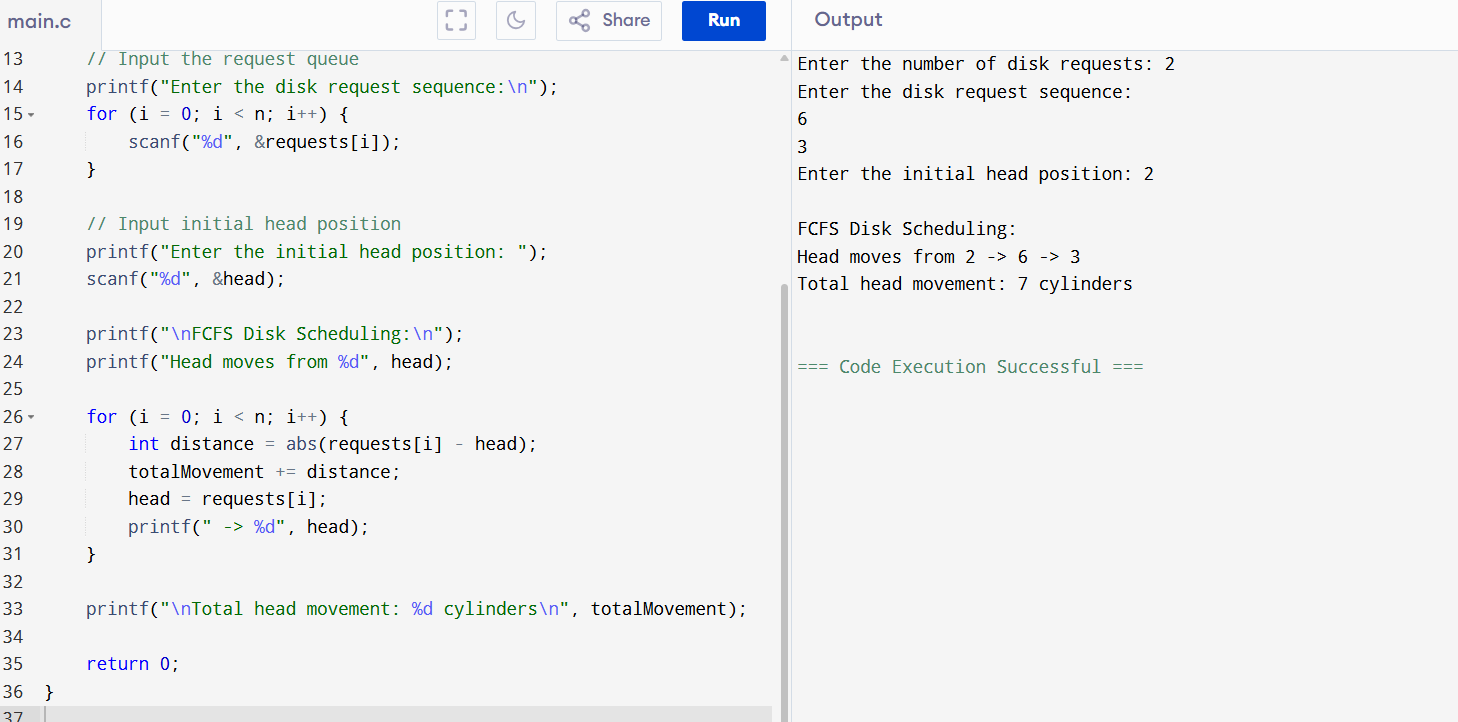 main.c
Share
Run
Output
13     // Input the request queue
14     printf("Enter the disk request sequence:\n");
15     for (i = 0; i < n; i++) {
16         scanf("%d", &requests[i]);
17     }
18
19     // Input initial head position
20     printf("Enter the initial head position: ");
21     scanf("%d", &head);
22
23     printf("\nFCFS Disk Scheduling:\n");
24     printf("Head moves from %d", head);
25
26     for (i = 0; i < n; i++) {
27         int distance = abs(requests[i] - head);
28         totalMovement += distance;
29         head = requests[i];
30         printf(" -> %d", head);
31     }
32
33     printf("\nTotal head movement: %d cylinders\n", totalMovement);
34
35     return 0;
36 }
37
Enter the number of disk requests: 2
Enter the disk request sequence:
6
3
Enter the initial head position: 2

FCFS Disk Scheduling:
Head moves from 2 -> 6 -> 3
Total head movement: 7 cylinders

=== Code Execution Successful ===